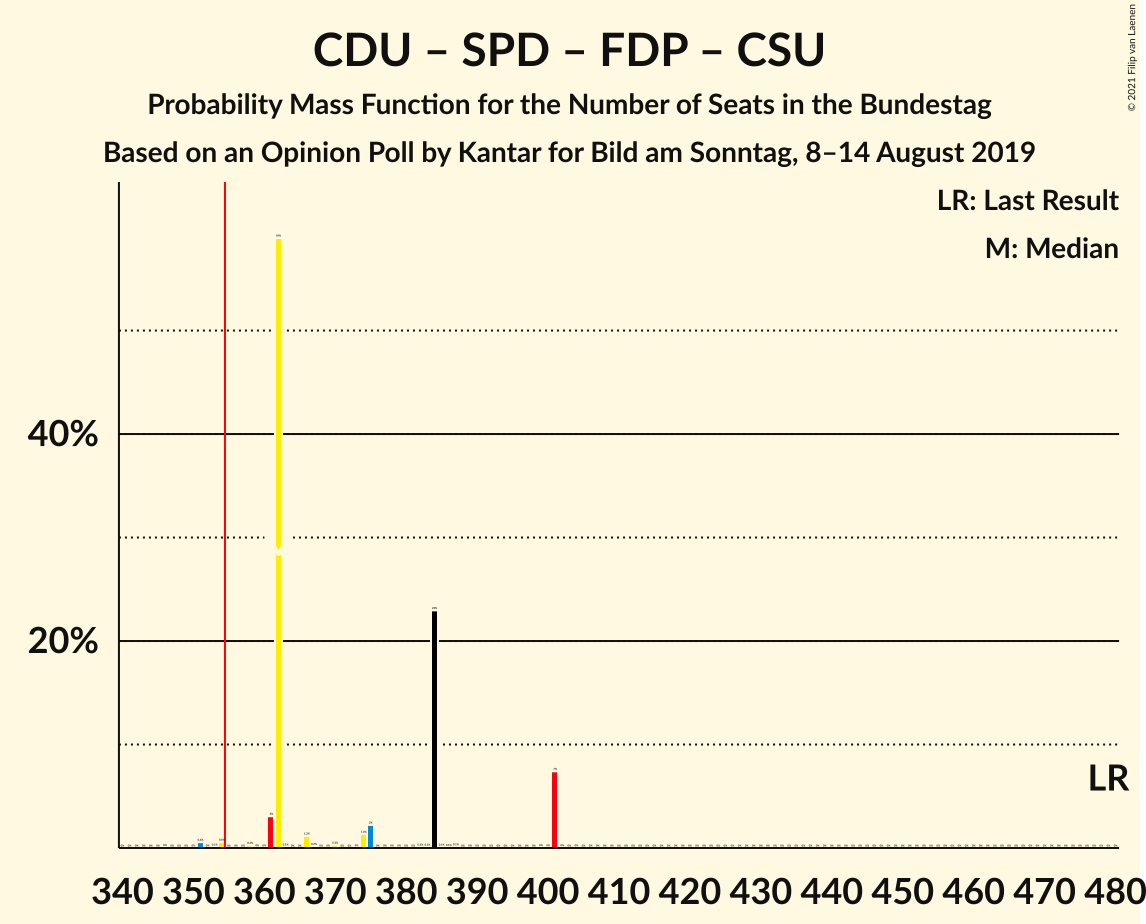 CDU – SPD – FDP – CSU
Probability Mass Function for the Number of Seats in the Bundestag
Based on an Opinion Poll by Kantar for Bild am Sonntag, 8–14 August 2019
© 2021 Filip van Laenen
LR: Last Result
M: Median
40%
20%
LR
340 350 360 370 380 390 400 410 420 430 440 450 460 470 480